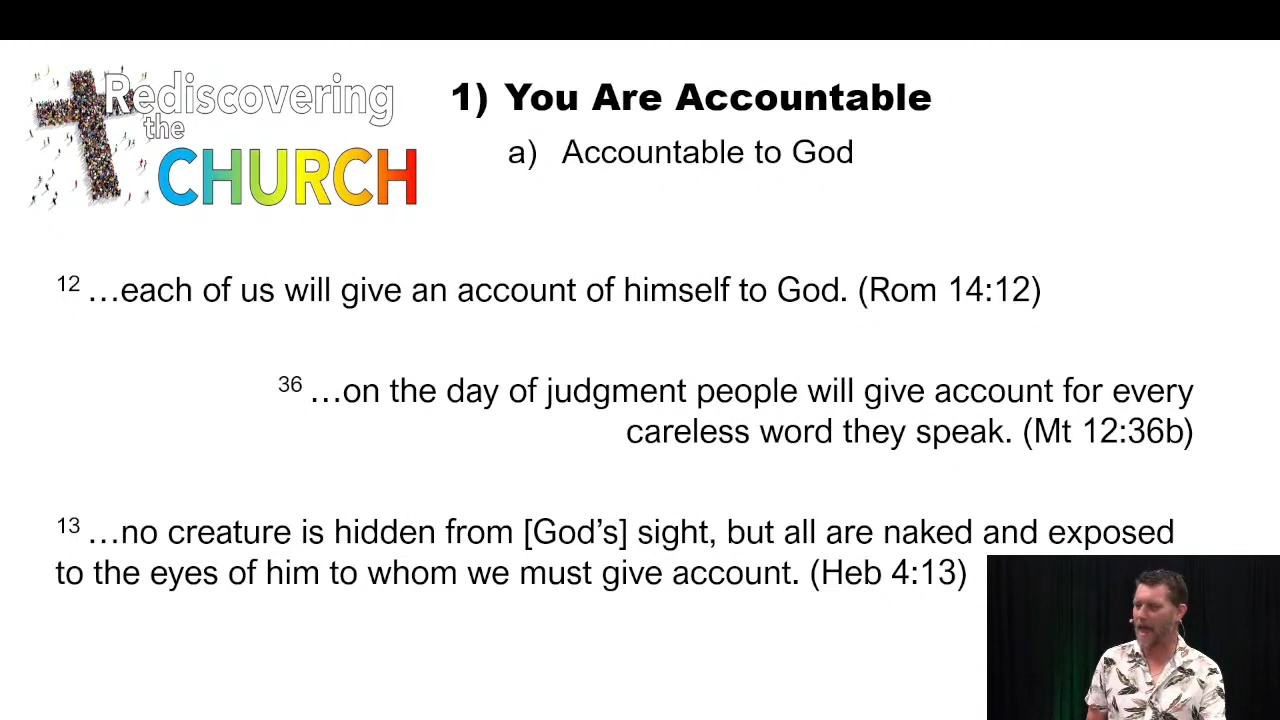 Rediscovering
the
CHURCH
1) You Are Accountable
a) Accountable to God
12 …each of us will give an account of himself to God. (Rom 14:12)
36 …on the day of judgment people will give account for every
careless word they speak. (Mt 12:36b)
13 …no creature is hidden from [God’s] sight, but all are naked and exposed
to the eyes of him to whom we must give account. (Heb 4:13)